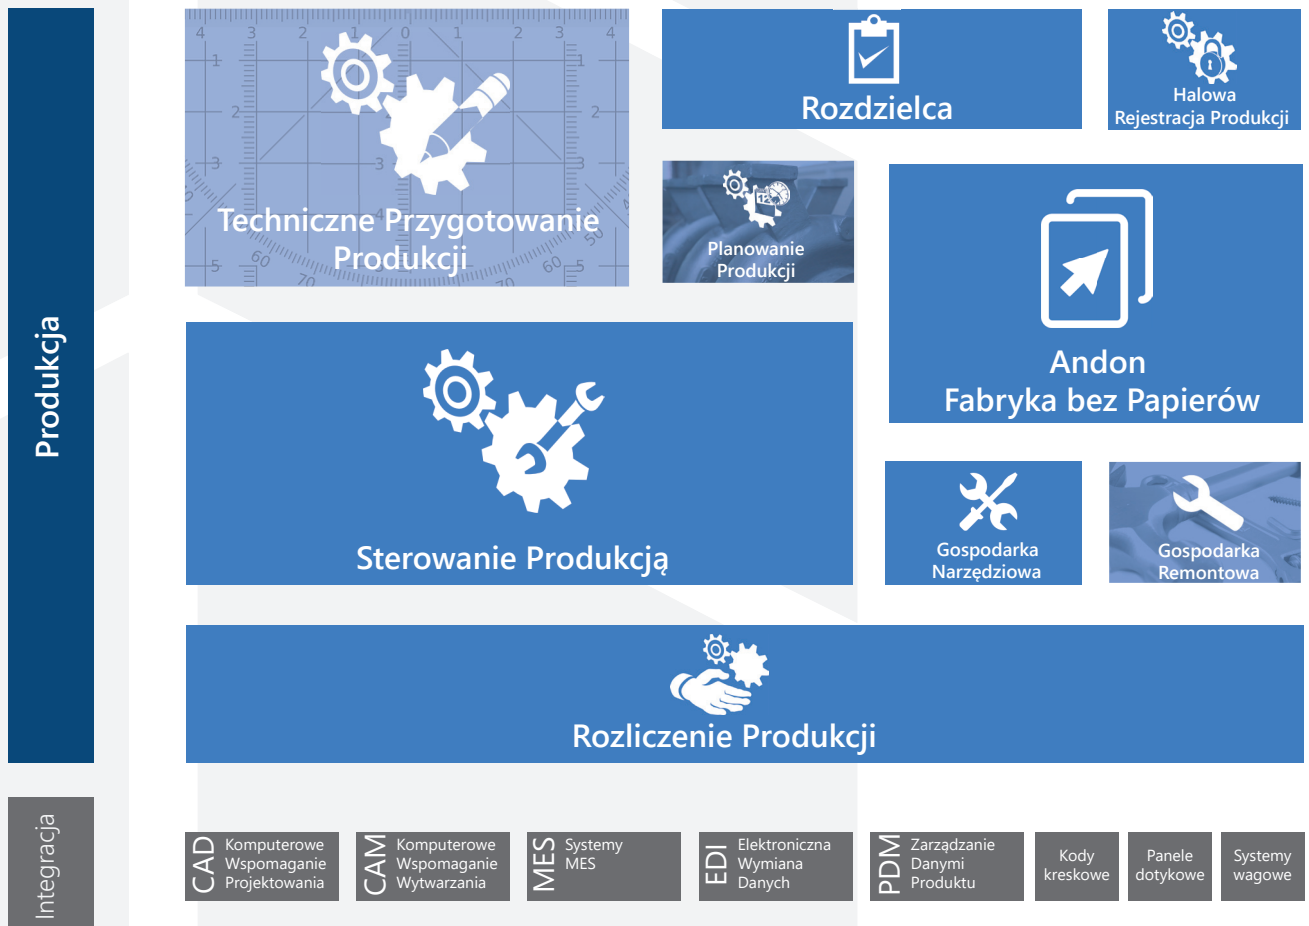 Produkcja
Techniczne Przygotowanie
Produkcji
Rozdzielca
Halowa
Rejestracja Produkcji
Planowanie
Produkcji
Andon
Fabryka bez Papierów
Sterowanie Produkcją
Gospodarka
Narzędziowa
Gospodarka
Remontowa
Rozliczenie Produkcji
Integracja
CAD
Komputerowe
Wspomaganie
Projektowania
CAM
Komputerowe
Wspomaganie
Wytwarzania
MES
Systemy
MES
EDI
Elektroniczna
Wymiana
Danych
PDM
Zarządzanie
Danymi
Produktu
Kody
kreskowe
Panele
dotykowe
Systemy
wagowe